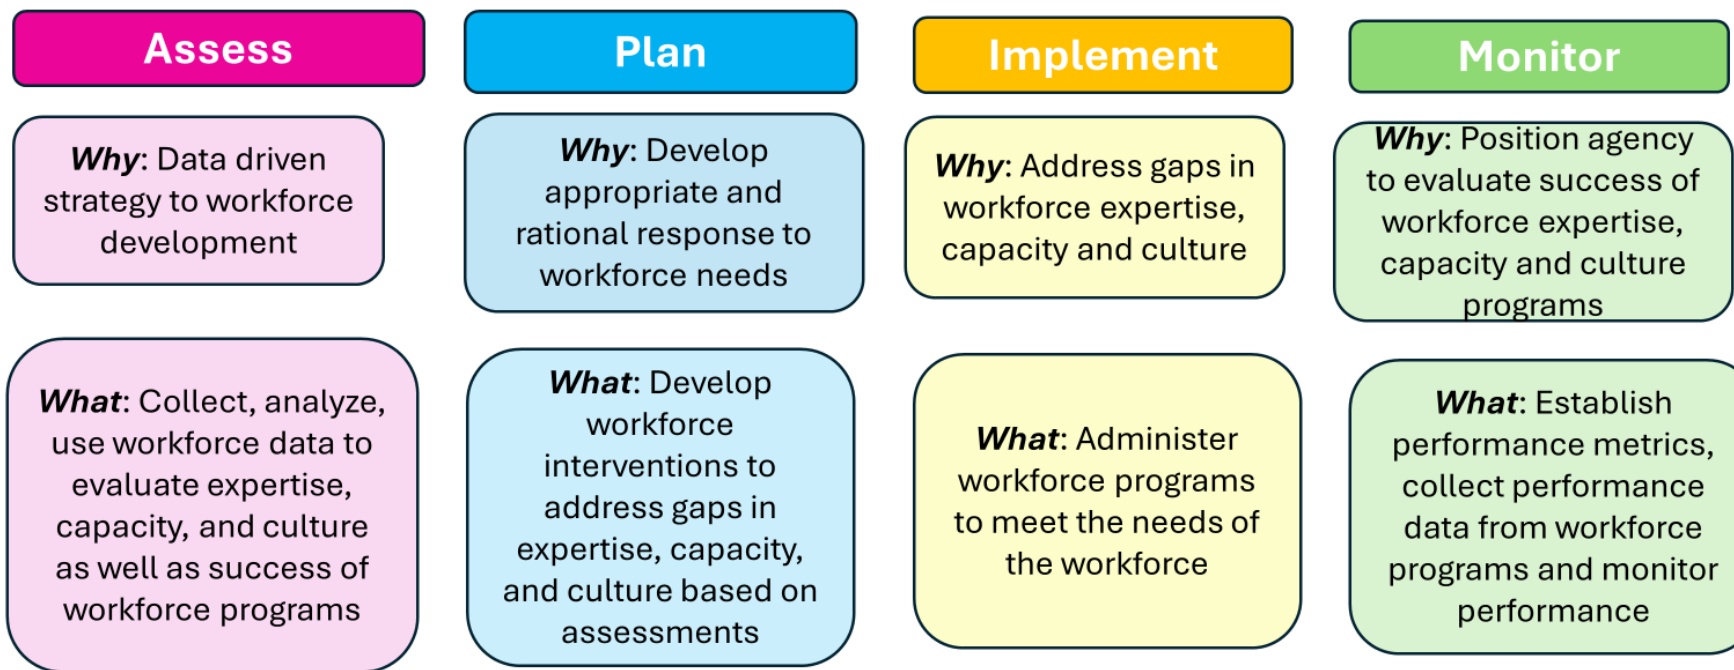 Assess
Plan
Implement
Monitor
Why: Data driven
strategy to workforce
development
Why: Develop
appropriate and
rational response to
workforce needs
Why: Address gaps in
workforce expertise,
capacity and culture
Why: Position agency
to evaluate success of
workforce expertise,
capacity and culture
programs
What: Collect, analyze,
use workforce data to
evaluate expertise,
capacity, and culture
as well as success of
workforce programs
What: Develop
workforce
interventions to
address gaps in
expertise, capacity,
and culture based on
assessments
What: Administer
workforce programs
to meet the needs of
the workforce
What: Establish
performance metrics,
collect performance
data from workforce
programs and monitor
performance